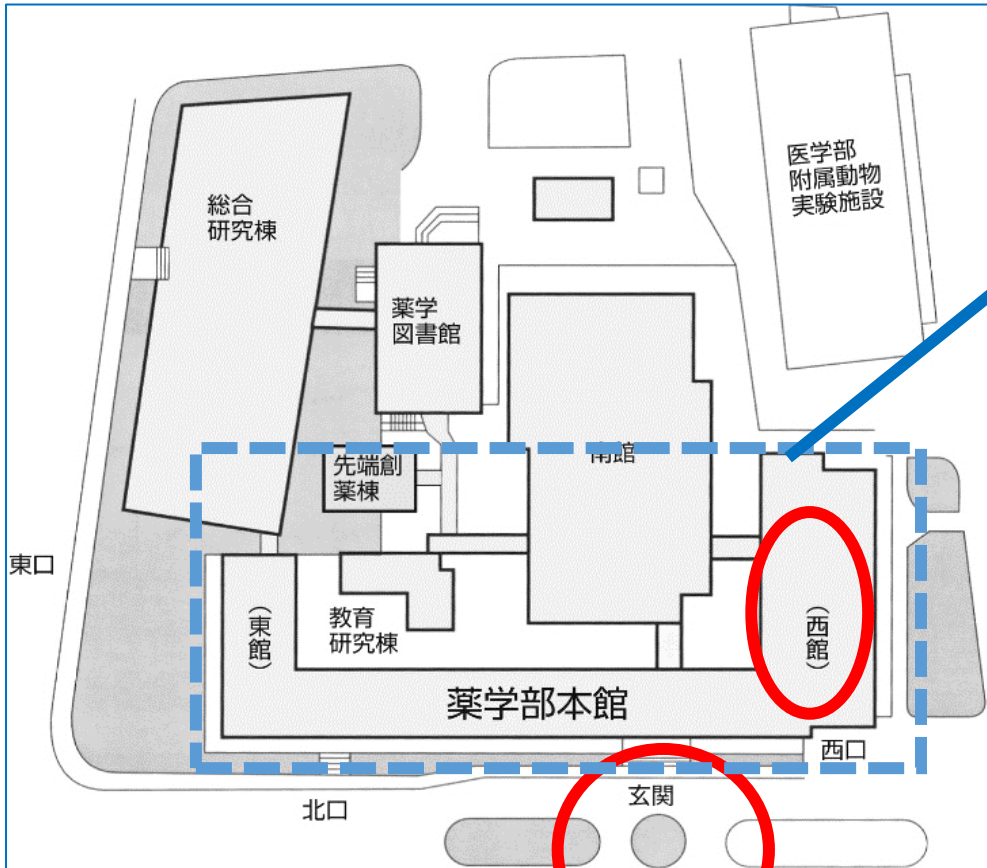 医学部
附属動物
実験施設
総合
研究棟
薬学
図書館
南館
先端創
薬棟
東口
（東館）
教育
研究棟
（西館）
薬学部本館
西口
北口
玄関